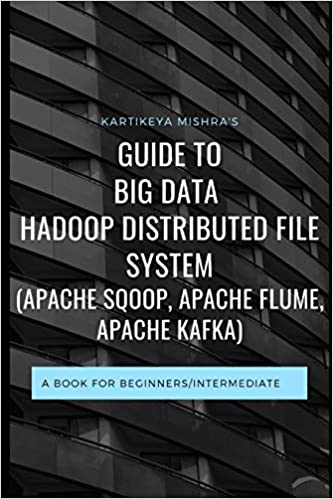 KARTIKEYA MISHRA'S
GUIDE TO
BIG DATA
HADOOP DISTRIBUTED FILE
SYSTEM
(APACHE SQOOP, APACHE FLUME,
APACHE KAFKA)
A BOOK FOR BEGINNERS/INTERMEDIATE